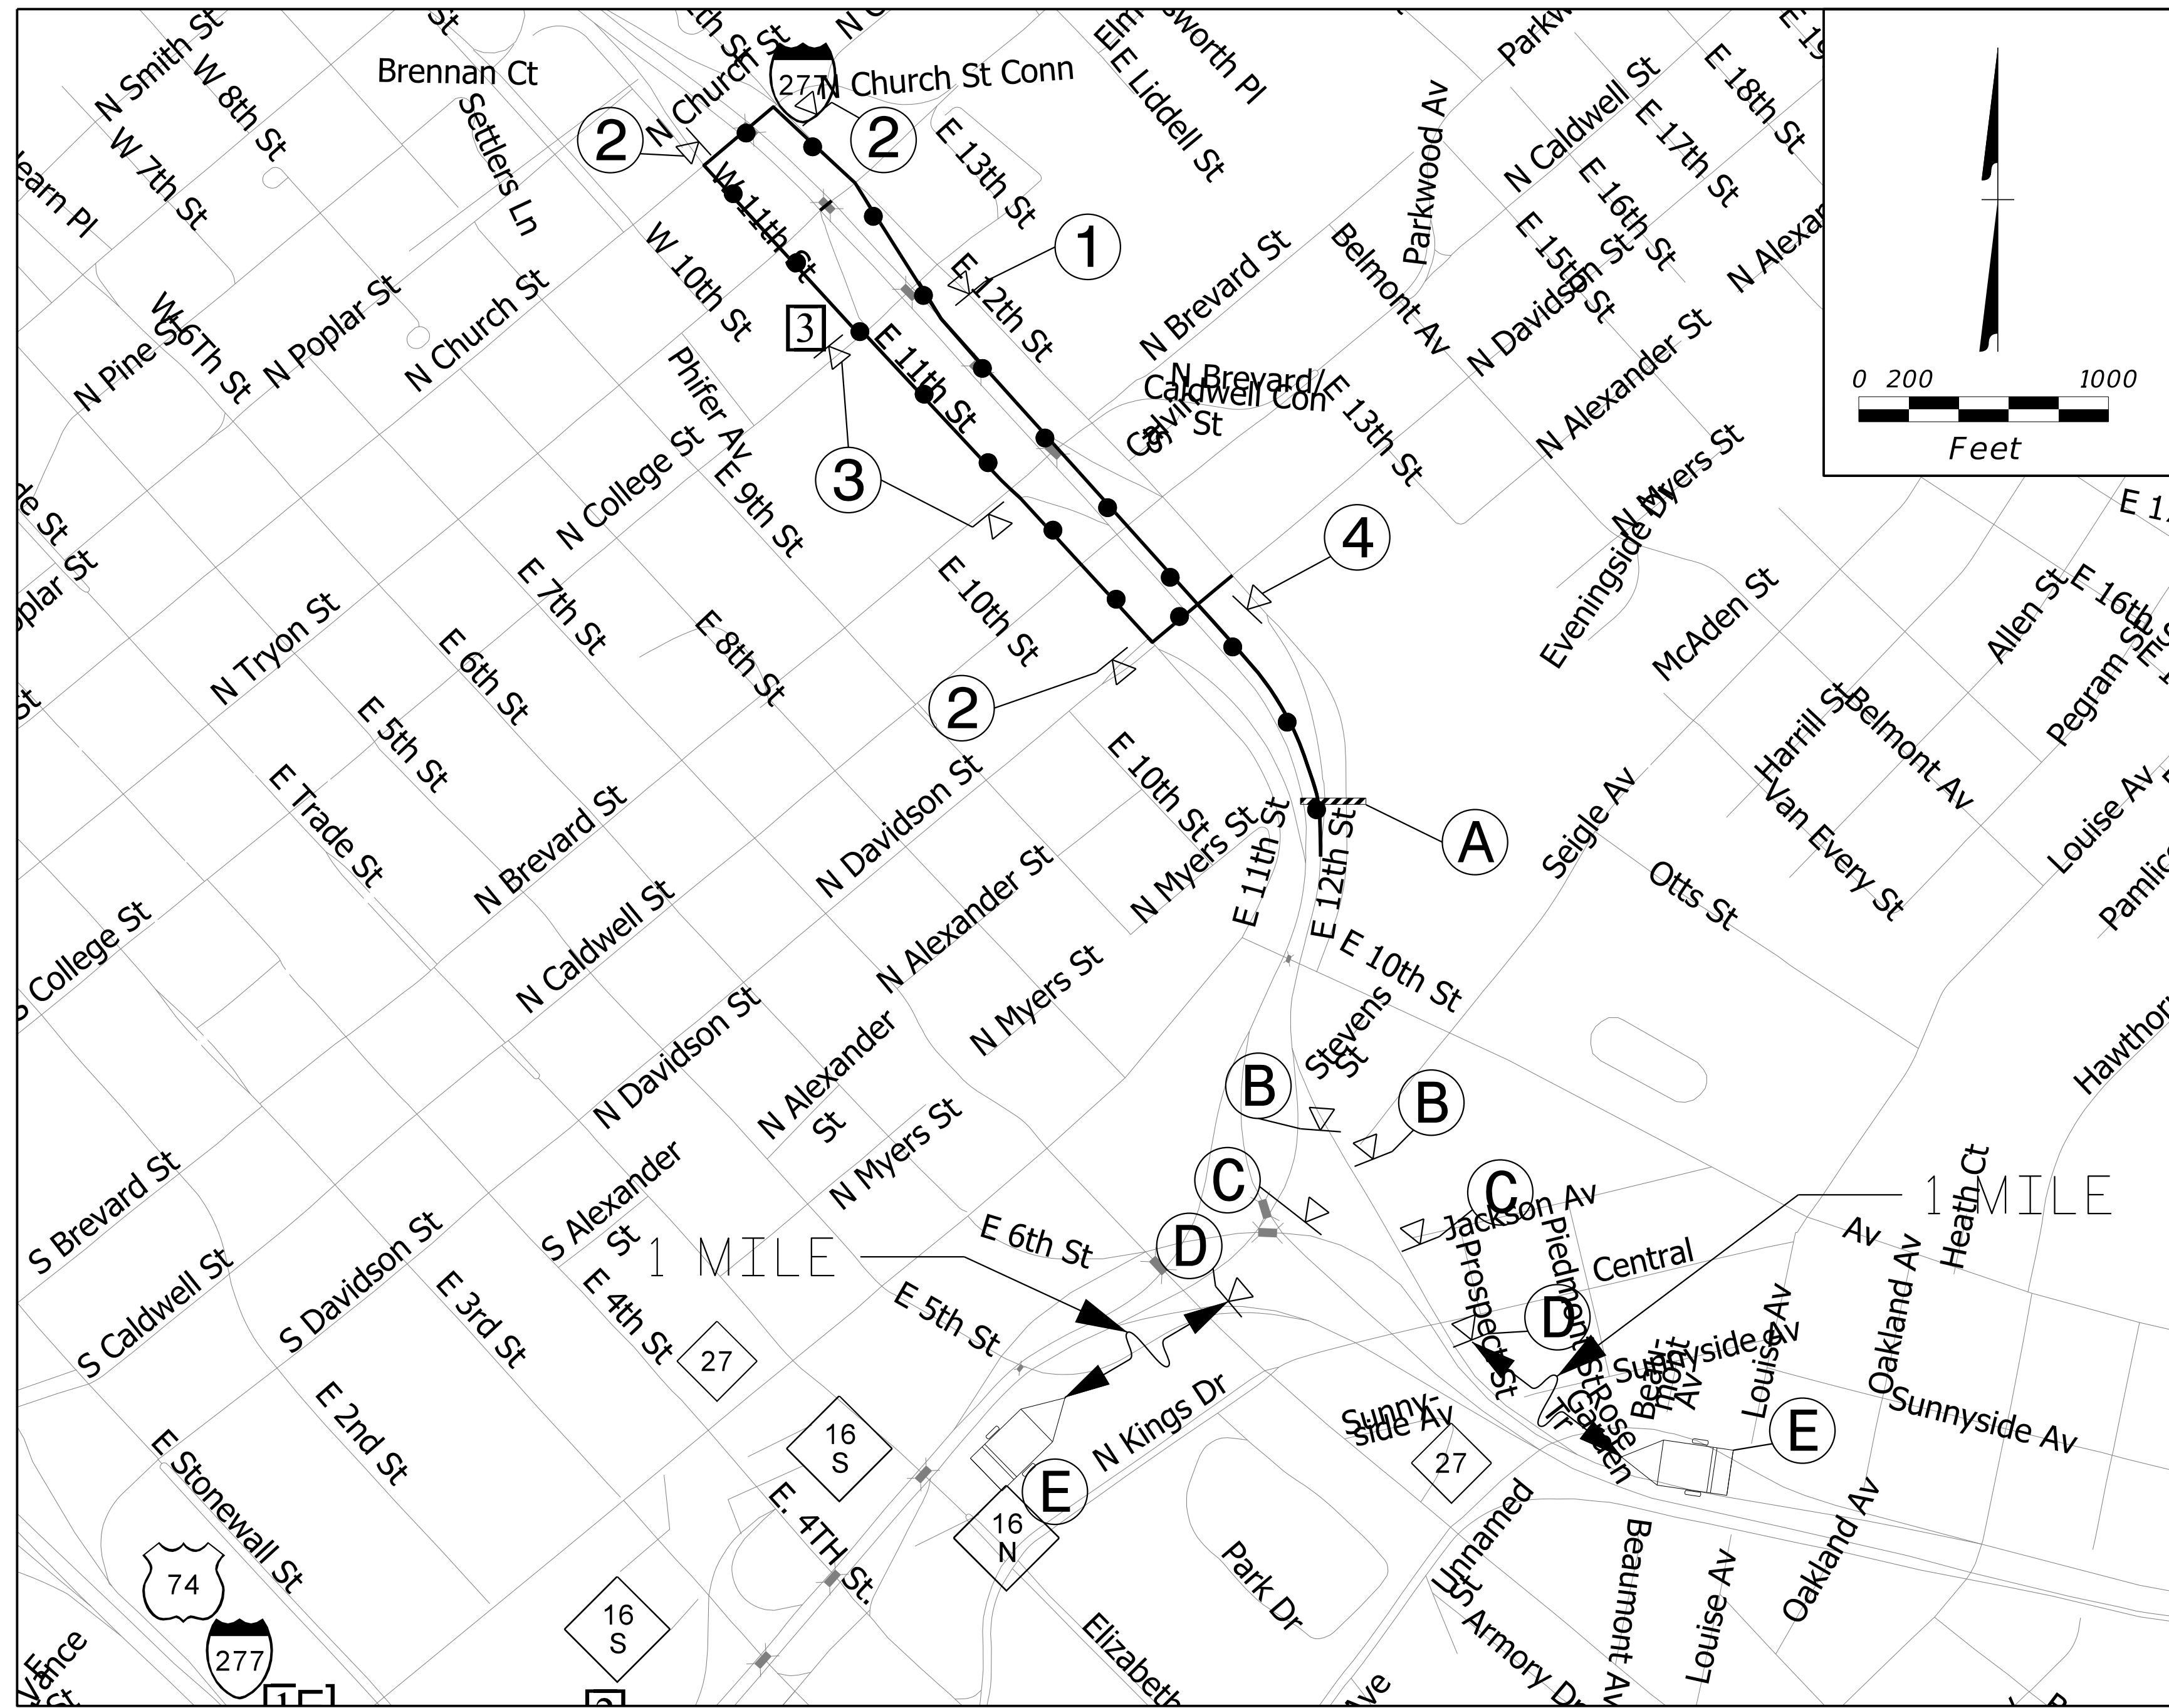 N Smith St
W 8th St
W 7th St
Brennan Ct
Settlers Ln
N Church St
277
N Church St Conn
2
2
E 13th St
E Liddell St
Parkwood Av
N Caldwell St
E 18th St
E 17th St
E 16th St
E 15th St
N Davidson St
0 200 1000
Feet
W 11th St
W 10th St
1
E 12th St
N Brevard St
Belmont Av
W 6Th St
N Pine St
N Poplar St
N Church St
3
E 11th St
Phifer Av
N Brevard/
Caldwell Con
St
E 13th St
N Alexander St
N College St
E 9th St
3
4
N Myers St
Eveningside Dr
E 7th St
E 10th St
McAden St
Allen St
E 16th
Pegram St
N Tryon St
E 6th St
E 8th St
2
E 5th St
Harrill St
Belmont Av
E Trade St
N Brevard St
N Davidson St
E 10th St
N Myers St
E 11th St
E 12th St
A
Seigle Av
Van Every St
Louise Av
Otts St
S College St
N Caldwell St
N Alexander St
N Myers St
E 10th St
Stevens
St
N Davidson St
N Alexander
St
N Myers St
B
B
C
C
D
D
S Brevard St
S Caldwell St
S Davidson St
S Alexander
St
1 MILE
E 6th St
E 5th St
Jackson Av
Prospect St
Piedmont St
Central
Av
Heath Ct
1 MILE
E 3rd St
E 4th St
27
Sunnyside Av
Beau-
mont
Av
Louise Av
Oakland Av
Sunnyside Av
E 2nd St
E Stonewall St
16
S
N Kings Dr
Sunny-
side Av
27
Rose
Garden
Tr
E
E
16
N
E. 4TH St.
Park Dr
Unnamed
St
Armory Dr
Beaumont Av
Louise Av
Oakland Av
74
277
16
S
Elizabeth